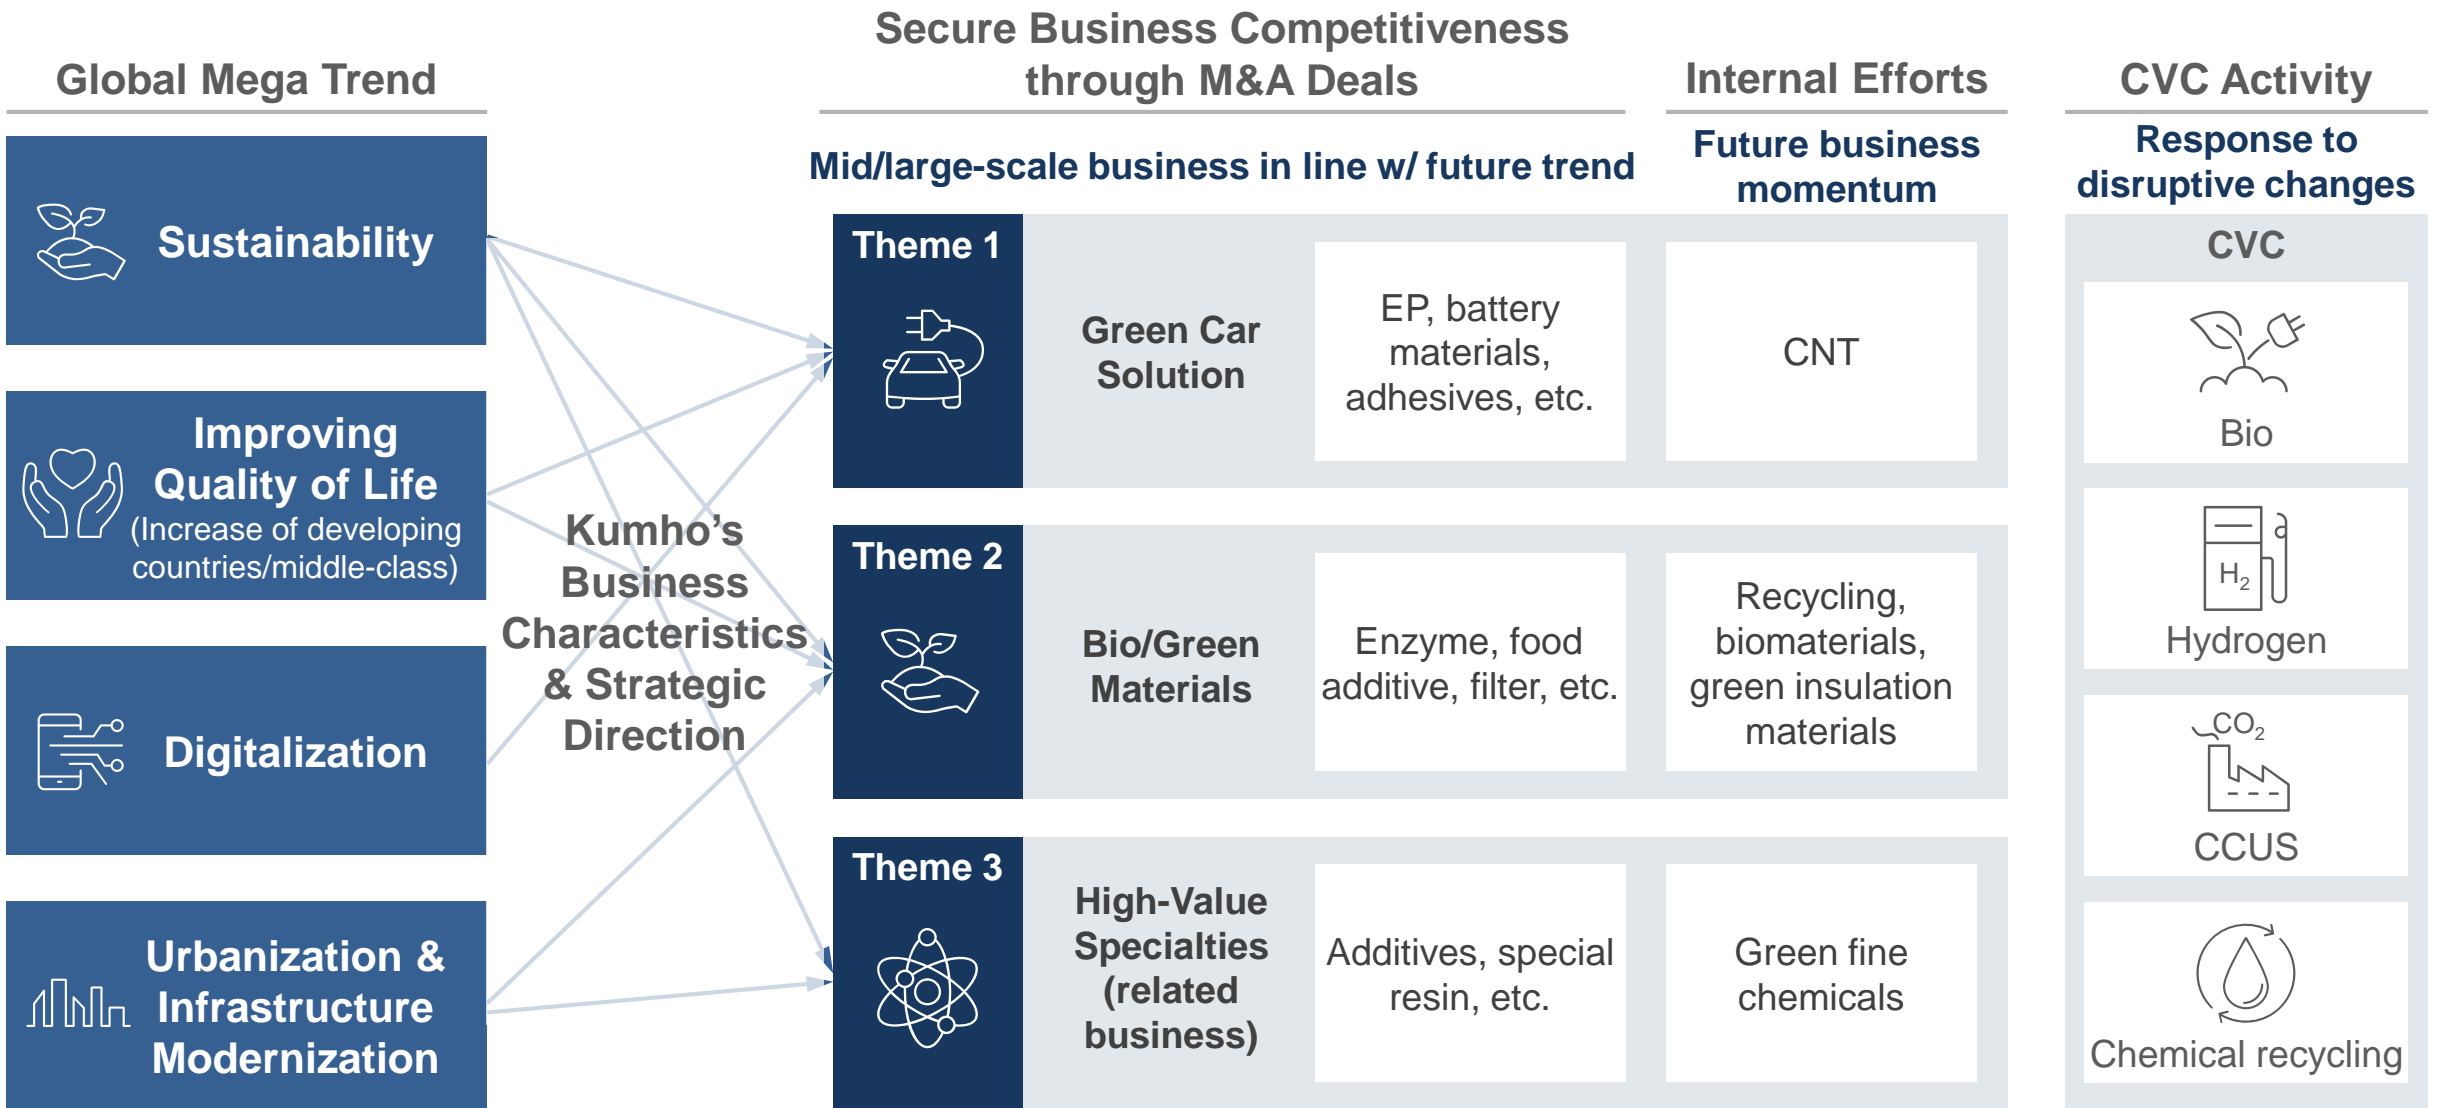 Global Mega Trend
Sustainability
Improving
Quality of Life
(Increase of developing
countries/middle-class)
Digitalization
Urbanization &
Infrastructure
Modernization
Kumho's
Business
Characteristics
& Strategic
Direction
Secure Business Competitiveness
through M&A Deals
Mid/large-scale business in line w/ future trend
Internal Efforts
Future business
momentum
Theme 1
Green Car
Solution
EP, battery
materials,
adhesives, etc.
CNT
Theme 2
Bio/Green
Materials
Enzyme, food
additive, filter, etc.
Recycling,
biomaterials,
green insulation
materials
Theme 3
High-Value
Specialties
(related
business)
Additives, special
resin, etc.
Green fine
chemicals
CVC Activity
Response to
disruptive changes
CVC
Bio
H2
Hydrogen
CO2
CCUS
Chemical recycling